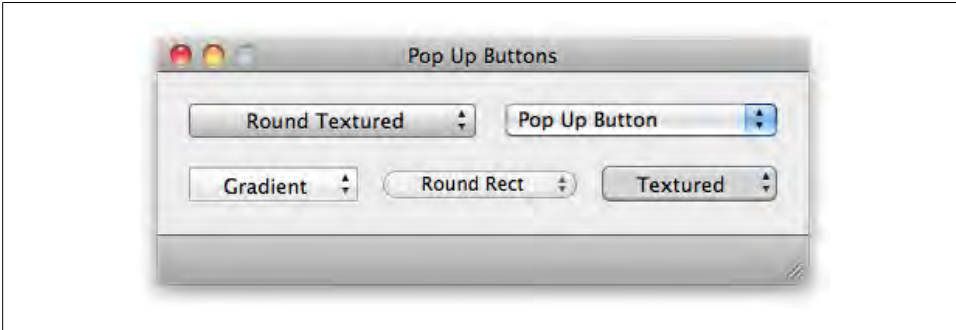 Pop Up Buttons
Round Textured
Pop Up Button
Gradient
Round Rect
Textured